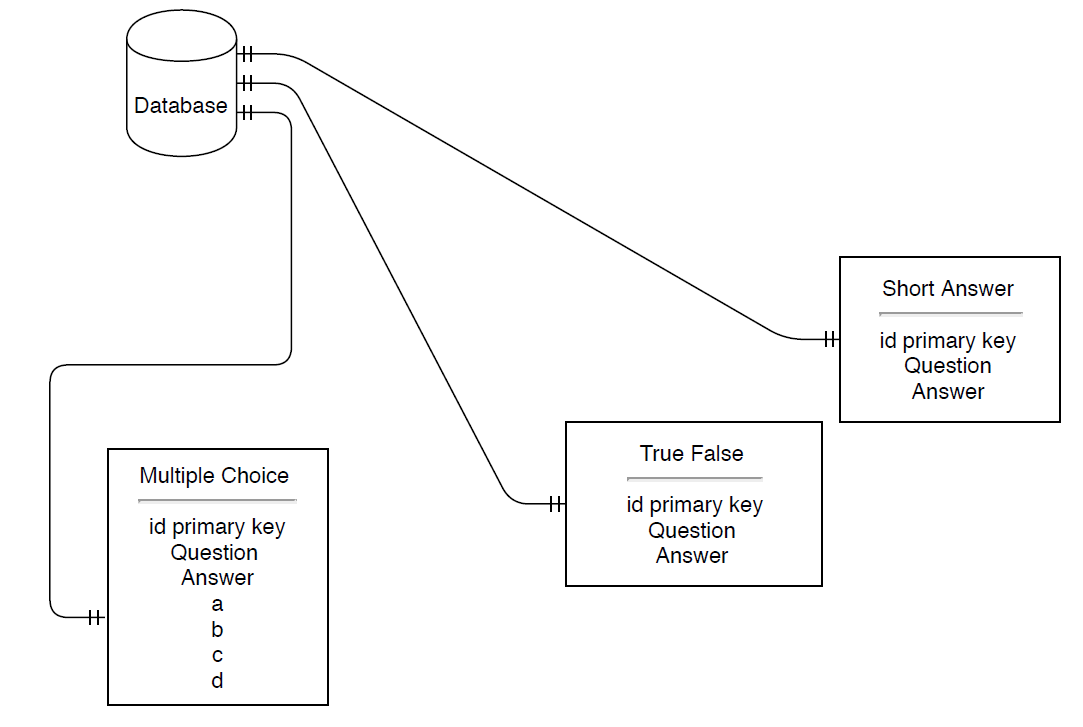 Database
Short Answer
id primary key
Question
Answer
True False
id primary key
Question
Answer
Multiple Choice
id primary key
Question
Answer
a
b
c
d